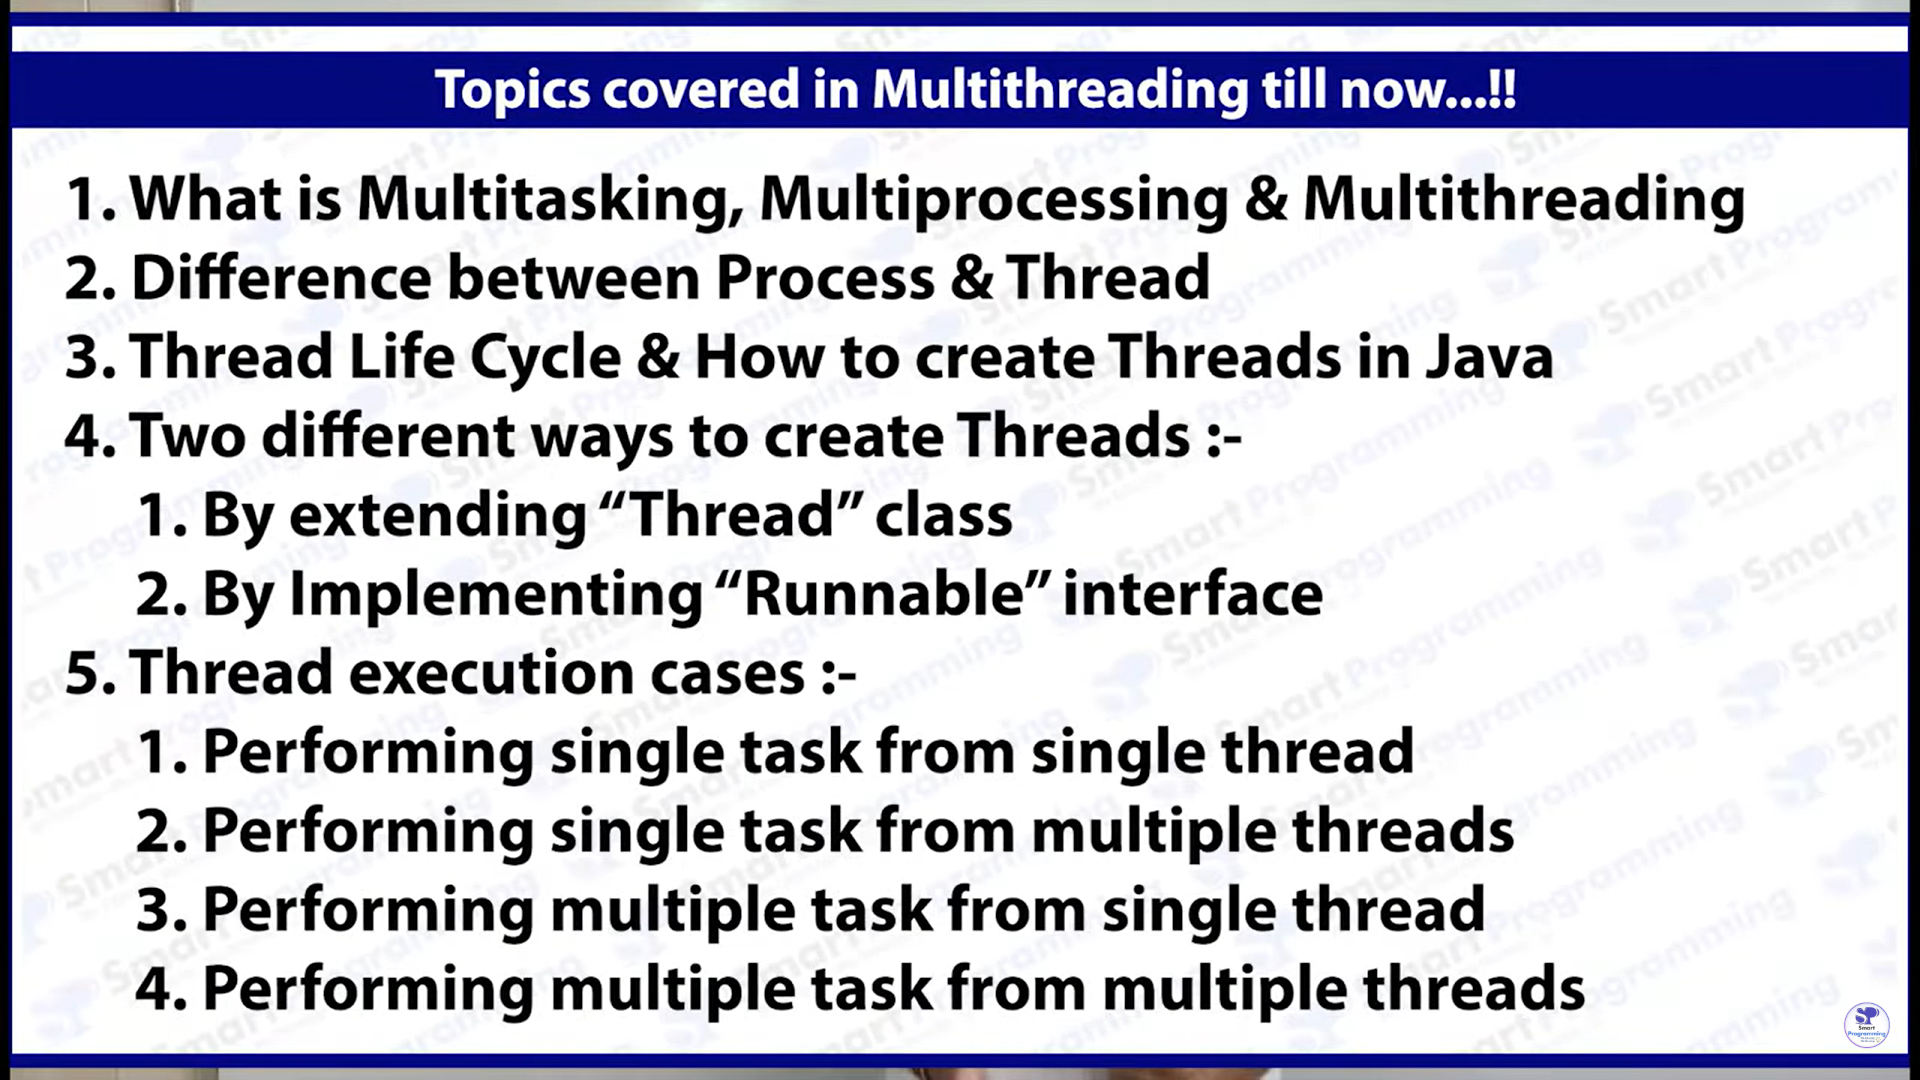 Topics covered in Multithreading till now...!!
1. What is Multitasking, Multiprocessing & Multithreading
2. Difference between Process & Thread
3. Thread Life Cycle & How to create Threads in Java
4. Two different ways to create Threads :-
1. By extending “Thread” class
2. By Implementing “Runnable” interface
5. Thread execution cases :-
1. Performing single task from single thread
2. Performing single task from multiple threads
3. Performing multiple task from single thread
4. Performing multiple task from multiple threads
Smart
Programming